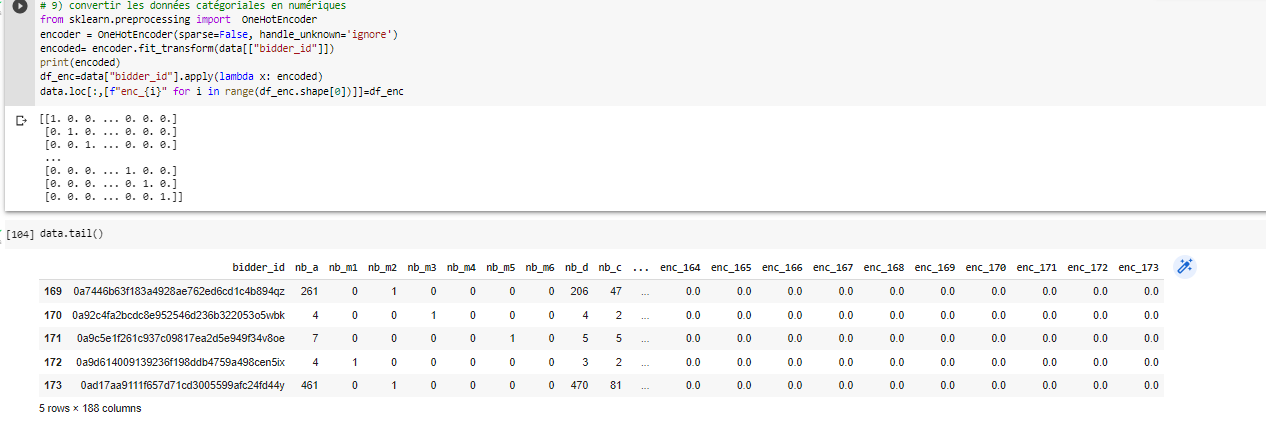 # 9) convertir les données catégoriales en numériques
from sklearn.preprocessing import  OneHotEncoder
encoder = OneHotEncoder(sparse=False, handle_unknown='ignore')
encoded= encoder.fit_transform(data[["bidder_id"]])
print(encoded)
df_enc=data["bidder_id"].apply(lambda x: encoded)
data.loc[:,[f"enc_{i}" for i in range(df_enc.shape[0])]]=df_enc
[[1. 0. 0. ... 0. 0. 0.]
[0. 1. 0. ... 0. 0. 0.]
[0. 0. 1. ... 0. 0. 0.]
...
[0. 0. 0. ... 1. 0. 0.]
[0. 0. 0. ... 0. 1. 0.]
[0. 0. 0. ... 0. 0. 1.]]
[104] data.tail()
bidder_id nb_a nb_m1 nb_m2 nb_m3 nb_m4 nb_m5 nb_m6 nb_d nb_c ... enc_164 enc_165 enc_166 enc_167 enc_168 enc_169 enc_170 enc_171 enc_172 enc_173
169 0a7446b63f183a4928ae762ed6cd1c4b894qz 261 0 1 0 0 0 0 206 47 ... 0.0 0.0 0.0 0.0 0.0 0.0 0.0 0.0 0.0 0.0
170 0a92c4fa2bcdc8e952546d236b322053o5wbk 4 0 0 1 0 0 0 4 2 ... 0.0 0.0 0.0 0.0 0.0 0.0 0.0 0.0 0.0 0.0
171 0a9c5e1f261c937c09817ea2d5e949f34v8oe 7 0 0 0 0 1 0 5 5 ... 0.0 0.0 0.0 0.0 0.0 0.0 0.0 0.0 0.0 0.0
172 0a9d614009139236f198ddb4759a498cen5ix 4 1 0 0 0 0 0 3 2 ... 0.0 0.0 0.0 0.0 0.0 0.0 0.0 0.0 0.0 0.0
173 0ad17aa9111f657d71cd3005599afc24fd44y 461 0 1 0 0 0 0 470 81 ... 0.0 0.0 0.0 0.0 0.0 0.0 0.0 0.0 0.0 0.0
5 rows × 188 columns